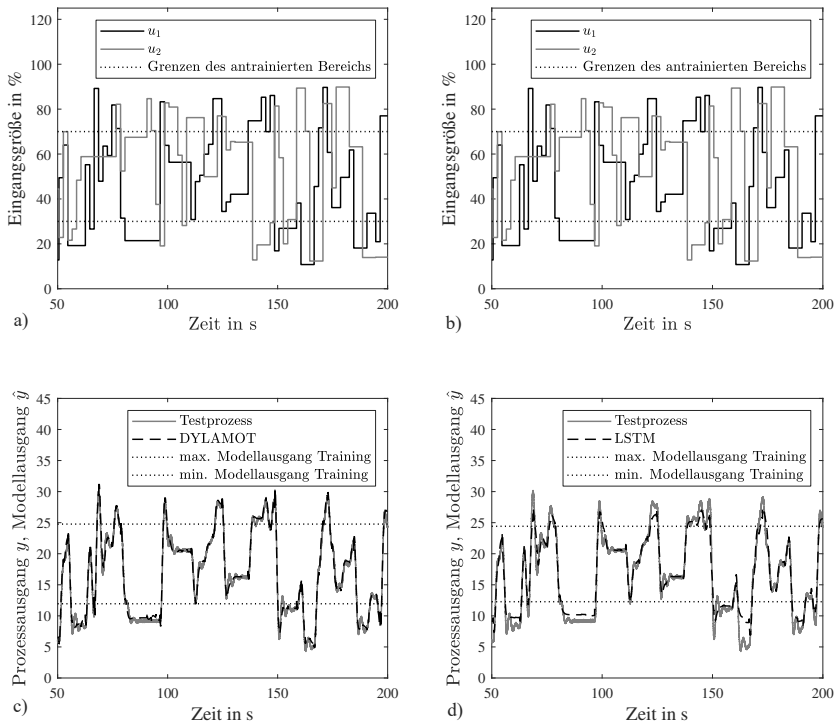 Eingangsgröße in %
120
100
80
60
40
20
0
u1
u2
Grenzen des antrainierten Bereichs
50
100
150
200
Zeit in s
a)
Eingangsgröße in %
120
100
80
60
40
20
0
u1
u2
Grenzen des antrainierten Bereichs
50
100
150
200
Zeit in s
b)
Prozessausgang y, Modellausgang ŷ
45
40
35
30
25
20
15
10
5
0
Testprozess
DYLAMOT
max. Modellausgang Training
min. Modellausgang Training
50
100
150
200
Zeit in s
c)
Prozessausgang y, Modellausgang ŷ
45
40
35
30
25
20
15
10
5
0
Testprozess
LSTM
max. Modellausgang Training
min. Modellausgang Training
50
100
150
200
Zeit in s
d)